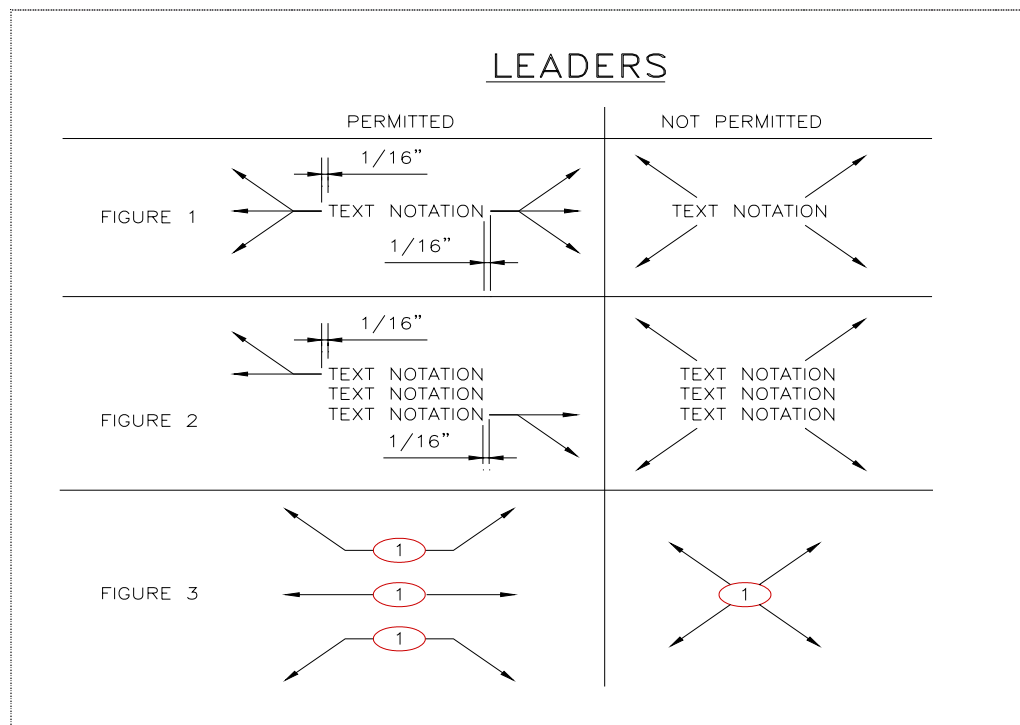 LEADERS
PERMITTED NOT PERMITTED
1/16”
FIGURE 1 TEXT NOTATION TEXT NOTATION
1/16”
1/16”
TEXT NOTATION TEXT NOTATION
TEXT NOTATION TEXT NOTATION
FIGURE 2 TEXT NOTATION TEXT NOTATION
1/16”
1
FIGURE 3 1 1
1